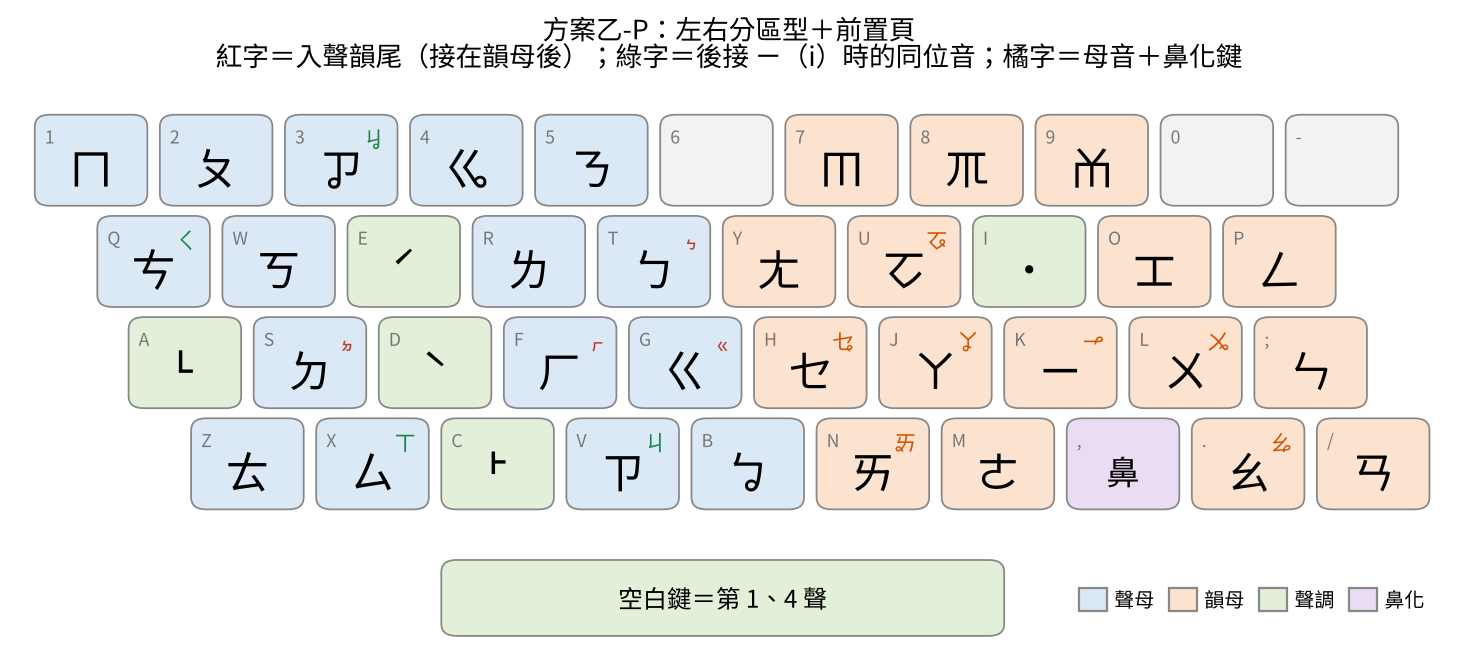 方案乙-P：左右分區型＋前置頁
紅字＝入聲韻尾（接在韻母後）；綠字＝後接 ㄧ（i）時的同位音；橘字＝母音＋鼻化鍵
1 ㄇ 2 ㄆ 3 ㆡ ㆢ 4 ㆣ 5 ㄋ 6 7 ㆬ 8 ㆭ 9 ㆰ 0 -
Q ㄘ ㄑ W ㄎ E ˊ R ㄌ T ㄅ ㆴ Y ㄤ U ㆦ ㆧ I ˙ O ㆲ P ㄥ
A ˪ S ㄉ ㆵ D ˋ F ㄏ ㆷ G ㄍ ㆻ H ㆤ ㆥ J ㄚ ㆩ K ㄧ ㆪ L ㄨ ㆫ ; ㄣ
Z ㄊ X ㄙ ㄒ C ˫ V ㄗ ㄐ B ㆠ N ㄞ ㆮ M ㄜ , 鼻 . ㄠ ㆯ / ㄢ
空白鍵＝第 1、4 聲
聲母 韻母 聲調 鼻化